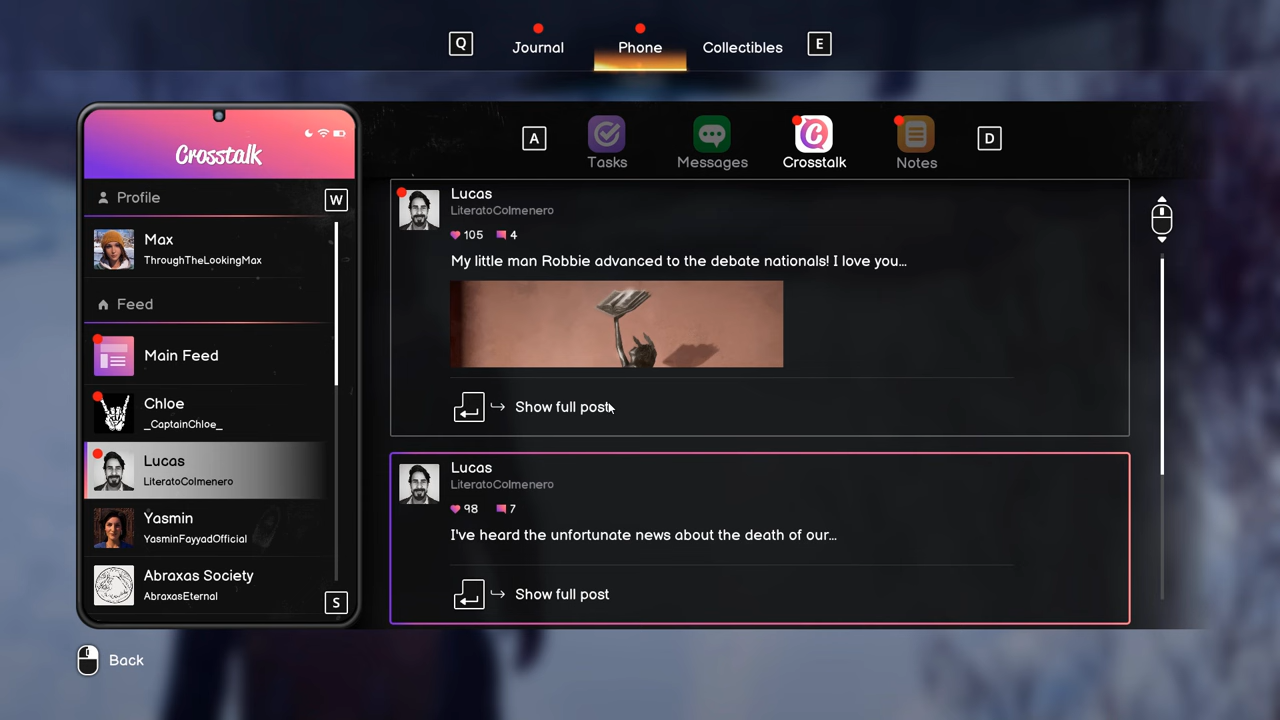 Q
Journal
Phone
Collectibles
E
Crosstalk
Profile
W
Max
ThroughTheLookingMax
Feed
Main Feed
Chloe
_CaptainChloe_
Lucas
LiteratoColmenero
Yasmin
YasminFayyadOfficial
Abraxas Society
AbraxasEternal
S
A
Tasks
Messages
Crosstalk
Notes
D
Lucas
LiteratoColmenero
105 4
My little man Robbie advanced to the debate nationals! I love you...
Show full post
Lucas
LiteratoColmenero
98 7
I've heard the unfortunate news about the death of our...
Show full post
Back